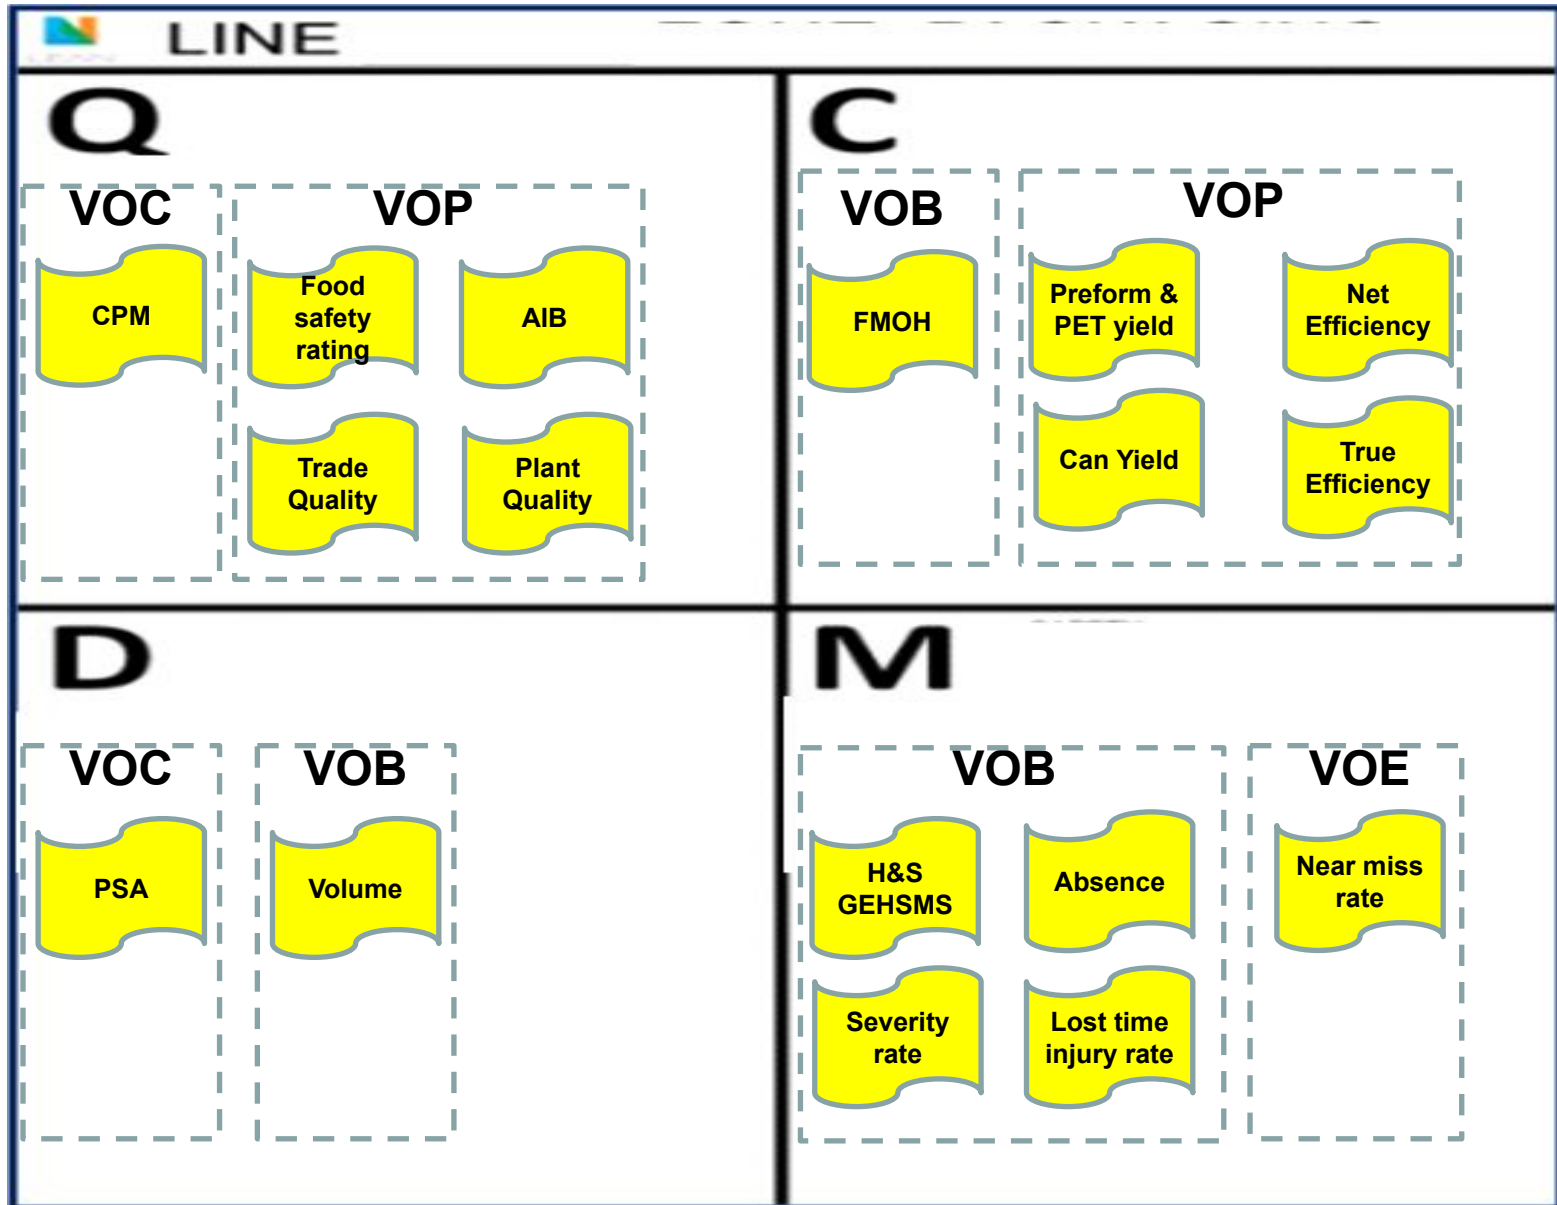 LINE
Q
VOC
CPM
VOP
Food
safety
rating
AIB
Trade
Quality
Plant
Quality
C
VOB
FMOH
VOP
Preform &
PET yield
Net
Efficiency
Can Yield
True
Efficiency
D
VOC
PSA
VOB
Volume
M
VOB
H&S
GEHSMS
Absence
Severity
rate
Lost time
injury rate
VOE
Near miss
rate